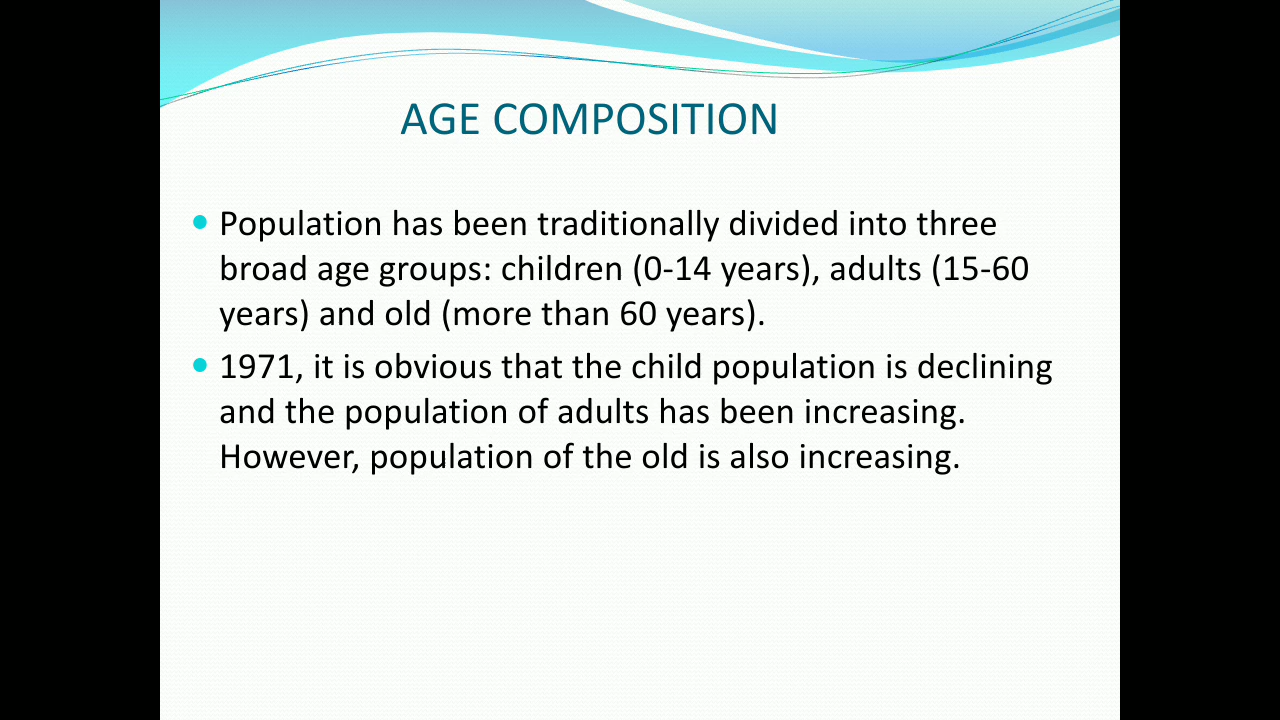 AGE COMPOSITION
Population has been traditionally divided into three
broad age groups: children (0-14 years), adults (15-60
years) and old (more than 60 years).
1971, it is obvious that the child population is declining
and the population of adults has been increasing.
However, population of the old is also increasing.